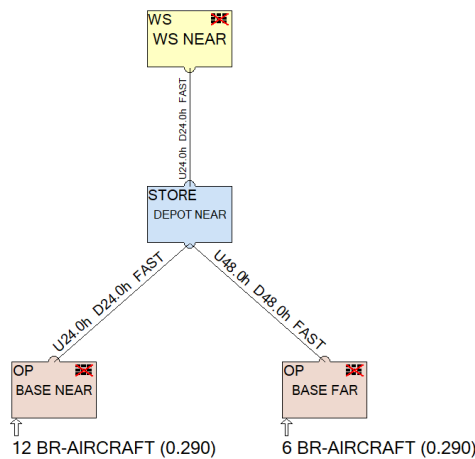 WS
WS NEAR
U24.0h D24.0h FAST
STORE
DEPOT NEAR
U24.0h D24.0h FAST
U48.0h D48.0h FAST
OP
BASE NEAR
OP
BASE FAR
12 BR-AIRCRAFT (0.290)
6 BR-AIRCRAFT (0.290)